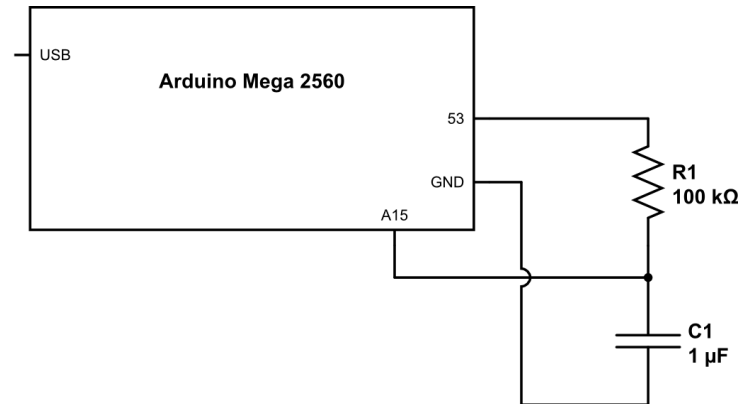 USB
Arduino Mega 2560
53
GND
A15
R1
100 kΩ
C1
1 µF